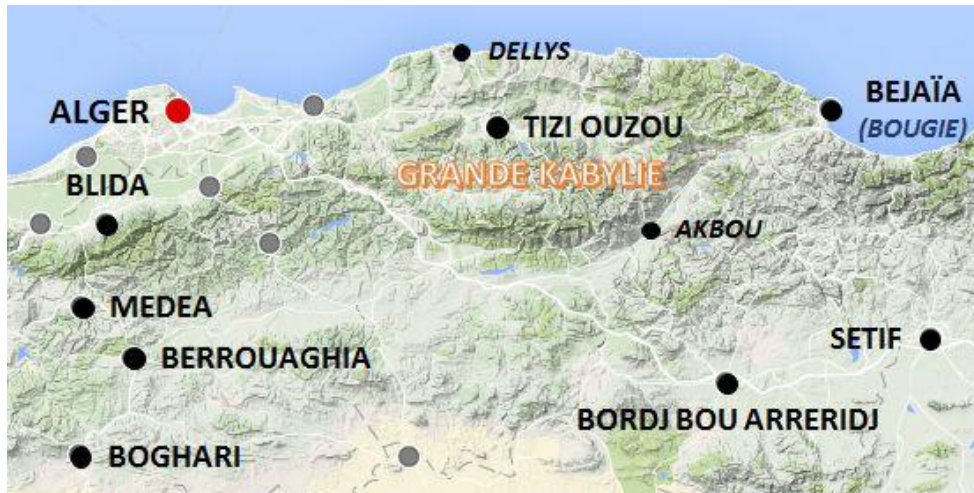 DELLYS
ALGER
BEJAÏA
(BOUGIE)
TIZI OUZOU
GRANDE KABYLIE
BLIDA
AKBOU
MEDEA
SETIF
BERROUAGHIA
BORDJ BOU ARRERIDJ
BOGHARI